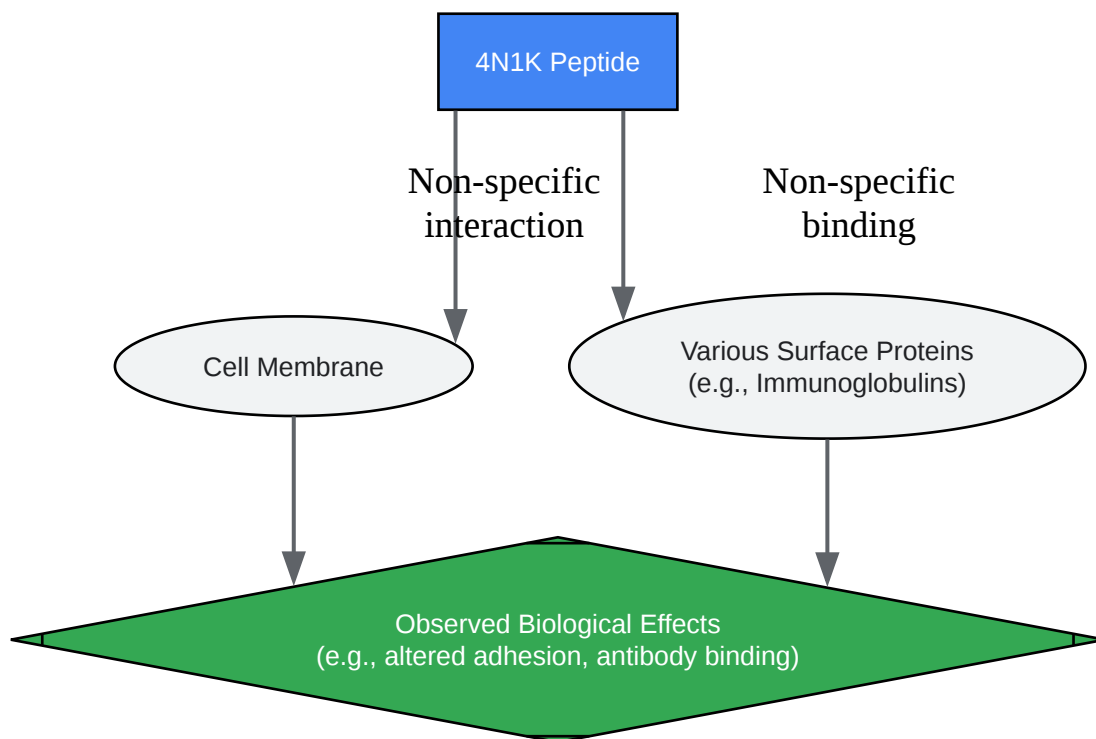 4N1K Peptide
Non-specific
interaction
Non-specific
binding
Cell Membrane
Various Surface Proteins
(e.g., Immunoglobulins)
Observed Biological Effects
(e.g., altered adhesion, antibody binding)